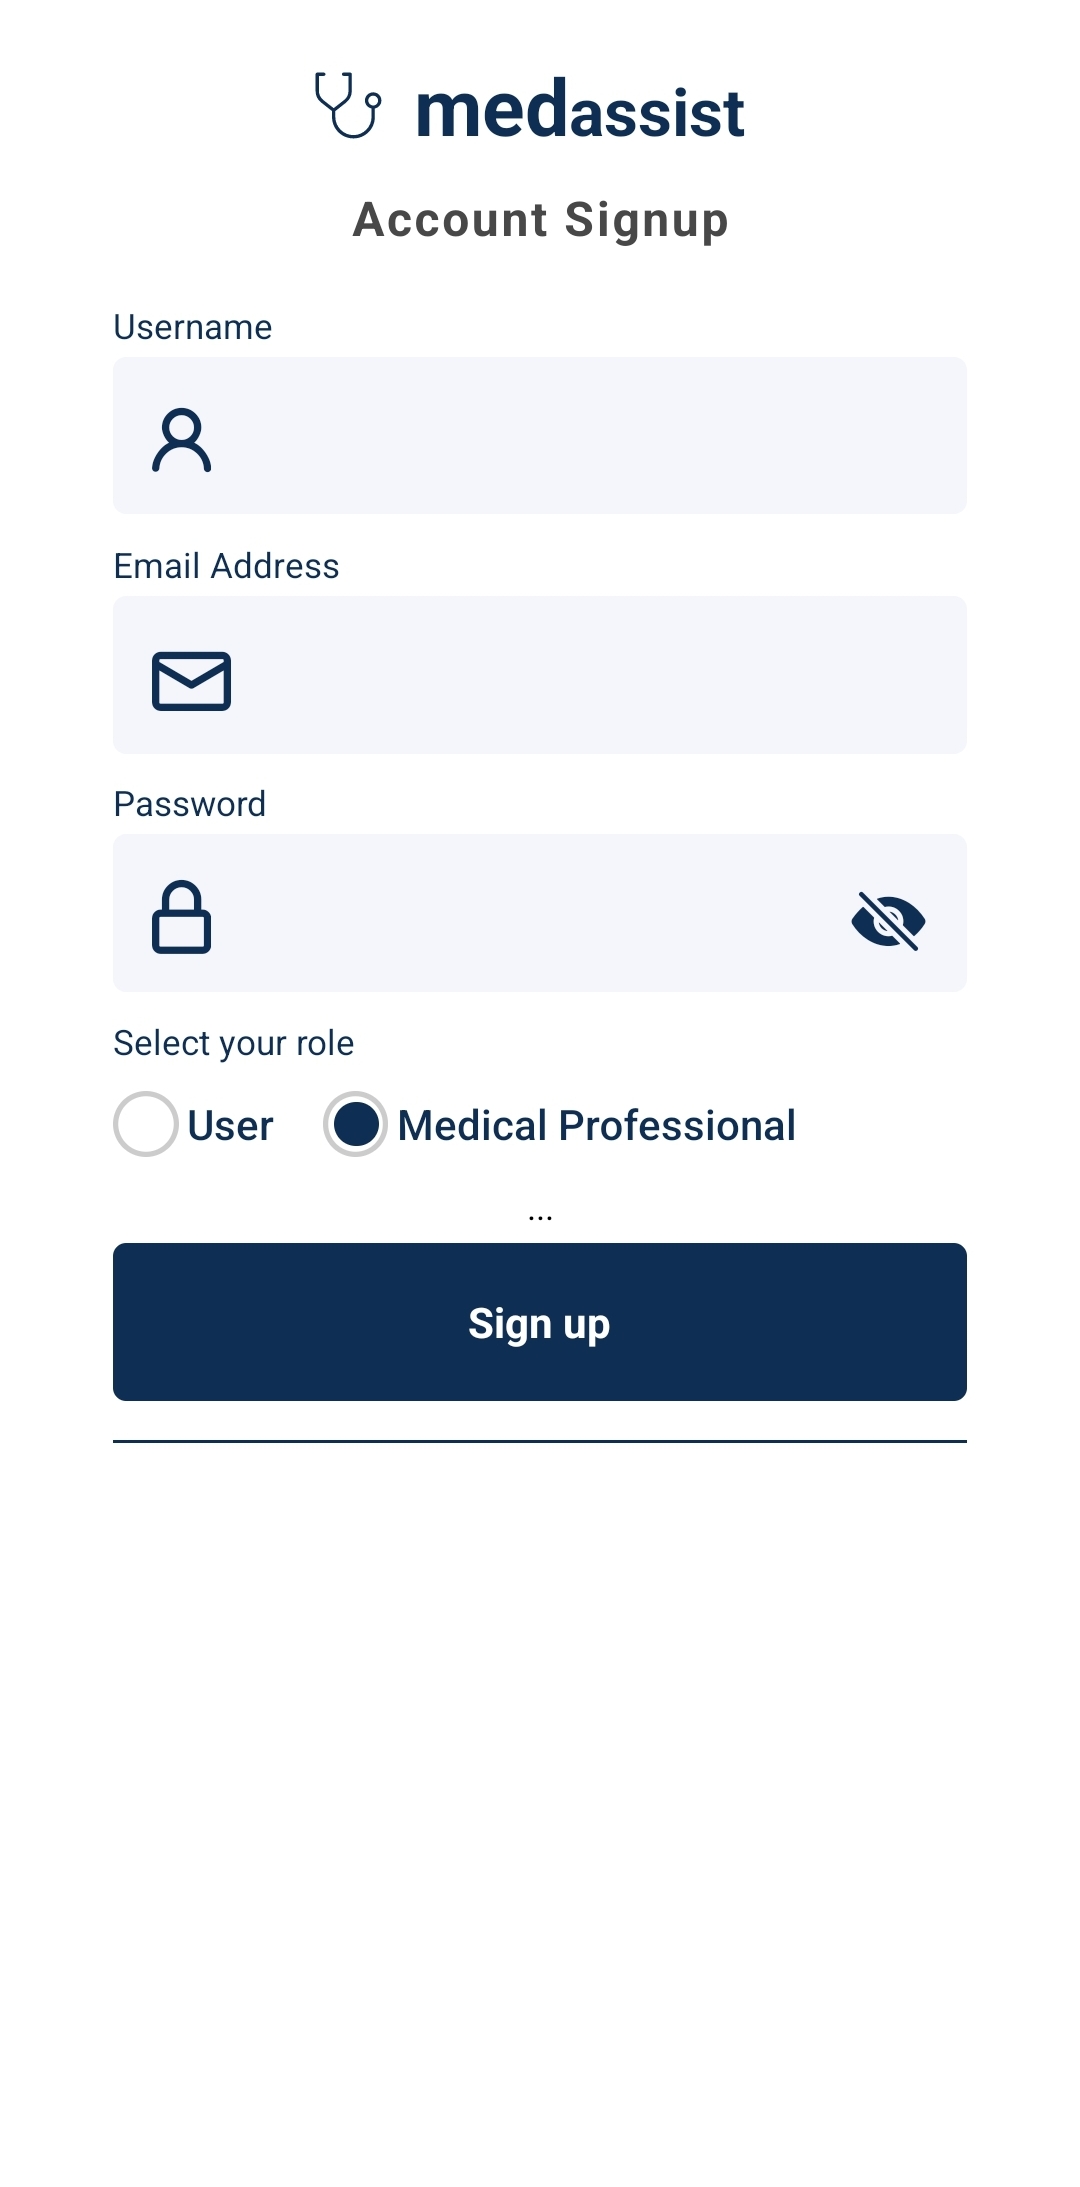 medassist
Account Signup
Username
Email Address
Password
Select your role
User Medical Professional
...
Sign up